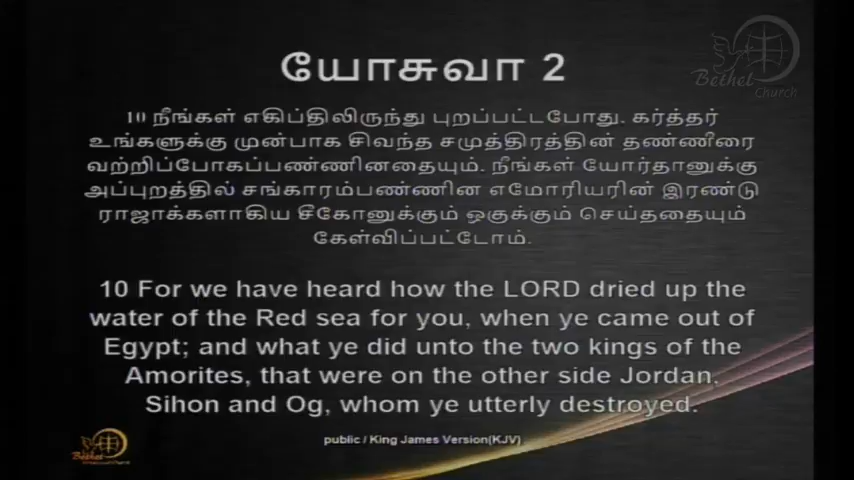 யோசுவா 2
Bethel
Church
10 நீங்கள் எகிப்திலிருந்து புறப்பட்டபோது. கர்த்தர்
உங்களுக்கு முன்பாக சிவந்த சமுத்திரத்தின் தண்ணீரை
வற்றிப்போகப்பண்ணினதையும். நீங்கள் யோர்தானுக்கு
அப்புறத்தில் சங்காரம்பண்ணின எமோரியரின் இரண்டு
ராஜாக்களாகிய சீகோனுக்கும் ஒகுக்கும் செய்ததையும்
கேள்விப்பட்டோம்.
10 For we have heard how the LORD dried up the
water of the Red sea for you, when ye came out of
Egypt; and what ye did unto the two kings of the
Amorites, that were on the other side Jordan.
Sihon and Og, whom ye utterly destroyed.
public / King James Version(KJV)
Bethel